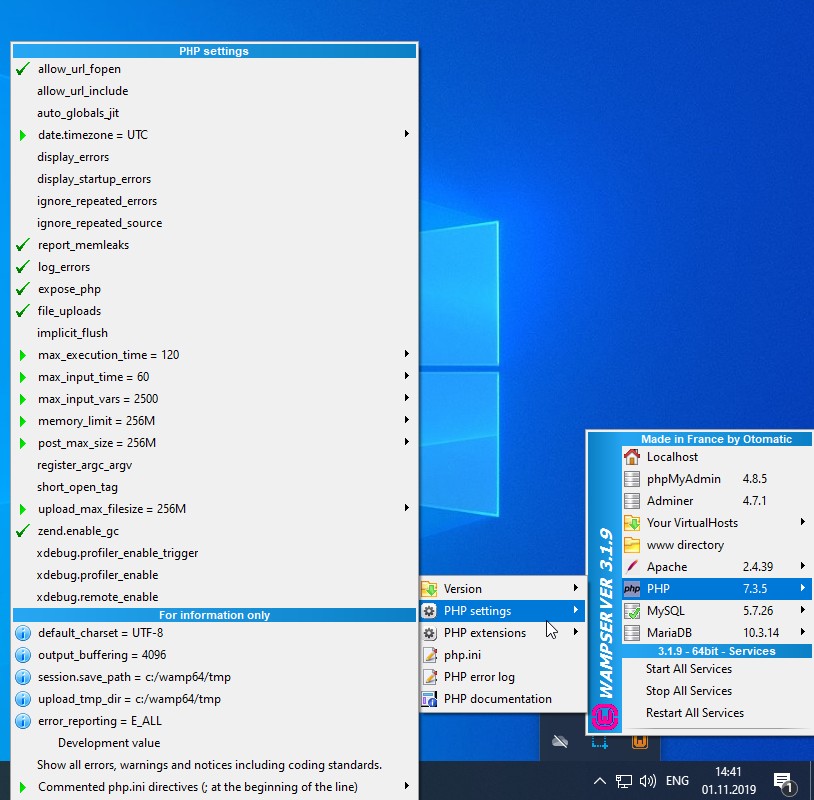 PHP settings
allow_url_fopen
allow_url_include
auto_globals_jit
date.timezone = UTC
display_errors
display_startup_errors
ignore_repeated_errors
ignore_repeated_source
report_memleaks
log_errors
expose_php
file_uploads
implicit_flush
max_execution_time = 120
max_input_time = 60
max_input_vars = 2500
memory_limit = 256M
post_max_size = 256M
register_argc_argv
short_open_tag
upload_max_filesize = 256M
zend.enable_gc
xdebug.profiler_enable_trigger
xdebug.profiler_enable
xdebug.remote_enable
For information only
default_charset = UTF-8
output_buffering = 4096
session.save_path = c:/wamp64/tmp
upload_tmp_dir = c:/wamp64/tmp
error_reporting = E_ALL
Development value
Show all errors, warnings and notices including coding standards.
Commented php.ini directives (; at the beginning of the line)
Version
PHP settings
PHP extensions
php.ini
PHP error log
PHP documentation
WAMPSERVER 3.1.9
Made in France by Otomatic
Localhost
phpMyAdmin 4.8.5
Adminer 4.7.1
Your VirtualHosts
www directory
Apache 2.4.39
php PHP 7.3.5
MySQL 5.7.26
MariaDB 10.3.14
3.1.9 - 64bit - Services
Start All Services
Stop All Services
Restart All Services
ENG
14:41
01.11.2019
1